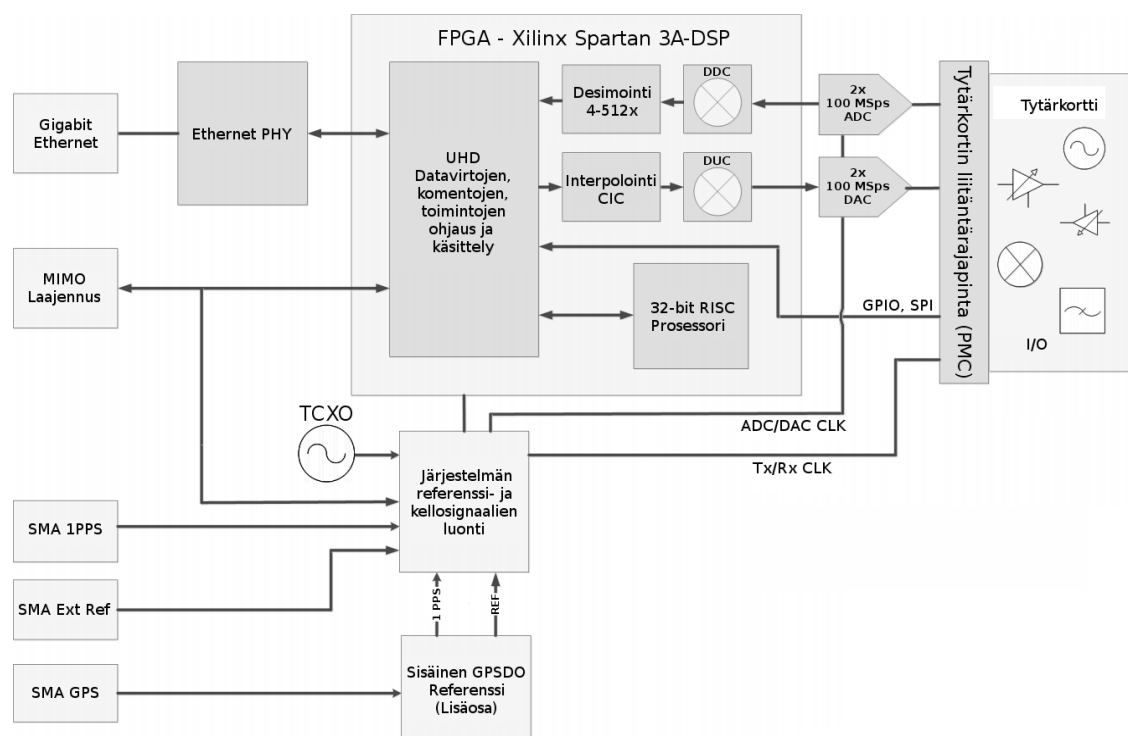 FPGA - Xilinx Spartan 3A-DSP
Gigabit
Ethernet
Ethernet PHY
UHD
Datavirtojen,
komentojen,
toimintojen
ohjaus ja
käsittely
Desimointi
4-512x
DDC
2x
100 MSps
ADC
Interpolointi
CIC
DUC
2x
100 MSps
DAC
Tytärkortin liitäntärajapinta (PMC)
Tytärkortti
I/O
MIMO
Laajennus
32-bit RISC
Prosessori
GPIO, SPI
TCXO
ADC/DAC CLK
Tx/Rx CLK
Järjestelmän
referenssi- ja
kellosignaalien
luonti
SMA 1PPS
SMA Ext Ref
1 PPS
REF
SMA GPS
Sisäinen GPSDO
Referenssi
(Lisäosa)